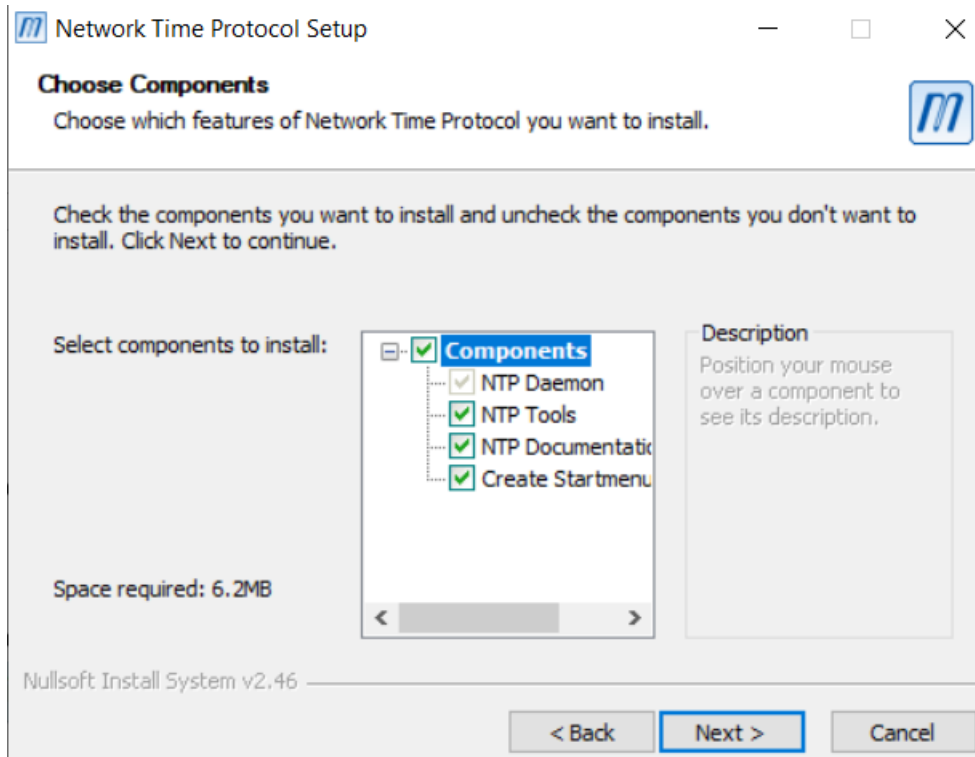 Network Time Protocol Setup
Choose Components
Choose which features of Network Time Protocol you want to install.
Check the components you want to install and uncheck the components you don't want to
install. Click Next to continue.
Select components to install:
Components
NTP Daemon
NTP Tools
NTP Documentatio
Create Startmenu
Description
Position your mouse
over a component to
see its description.
Space required: 6.2MB
Nullsoft Install System v2.46
< Back
Next >
Cancel